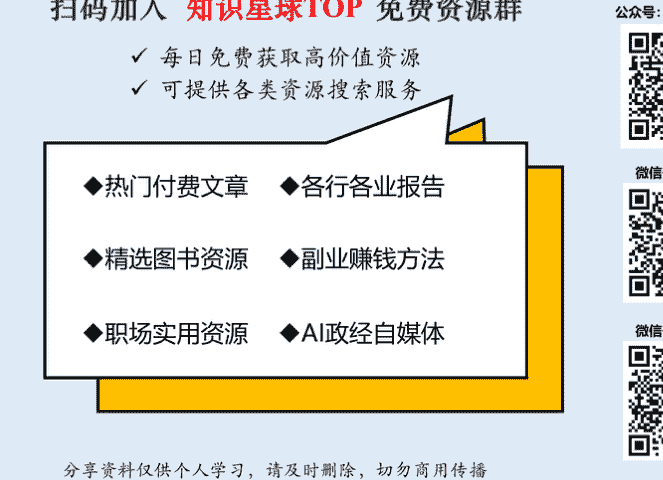 扫码加入 知识星球TOP 免费资源群
✓ 每日免费获取高价值资源
✓ 可提供各类资源搜索服务
◆热门付费文章 ◆各行各业报告
◆精选图书资源 ◆副业赚钱方法
◆职场实用资源 ◆AI政经自媒体
分享资料仅供个人学习，请及时删除，切勿商用传播
公众号：
微信
微信